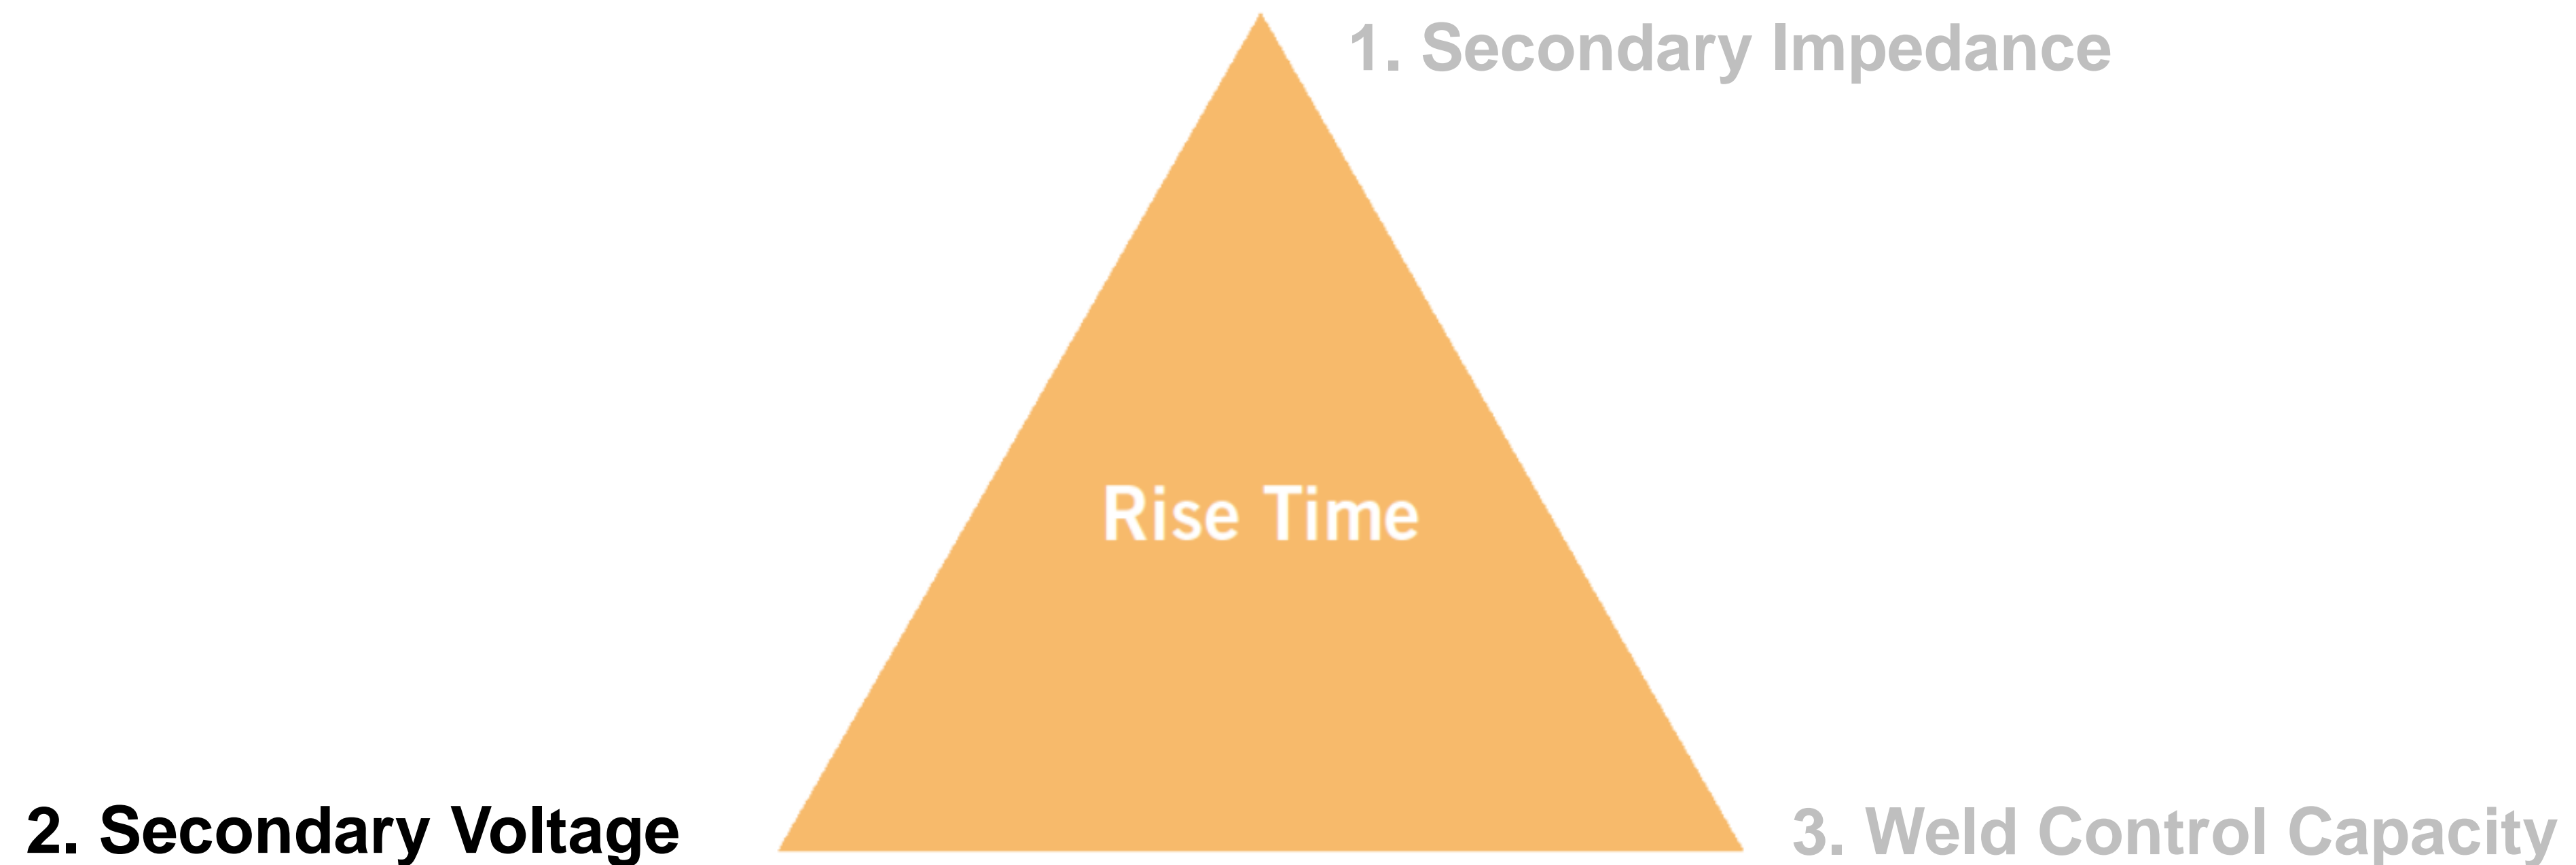 1. Secondary Impedance
Rise Time
2. Secondary Voltage
3. Weld Control Capacity